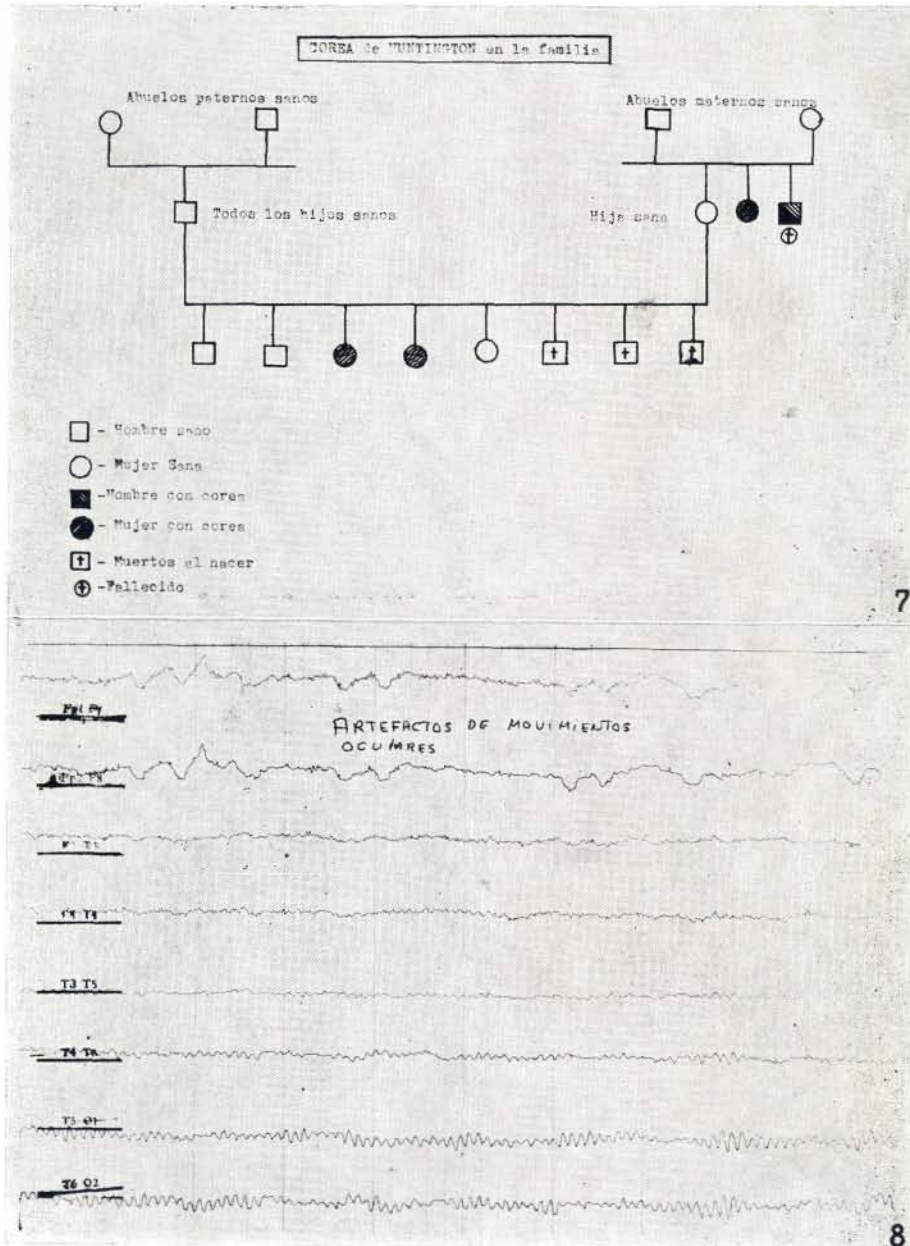 COREA de HUNTINGTON en la familia
Abuelos paternos sanos
Abuelos maternos sanos
Todos los hijos sanos
Hija sana
- Hombre sano
- Mujer Sana
-Hombre con corea
- Mujer con corea
- Muertos al nacer
-Fallecido
7
ARTEFACTOS DE MOVIMIENTOS
OCULARES
T3 T5
T4
T5 O1
T6 O2
8